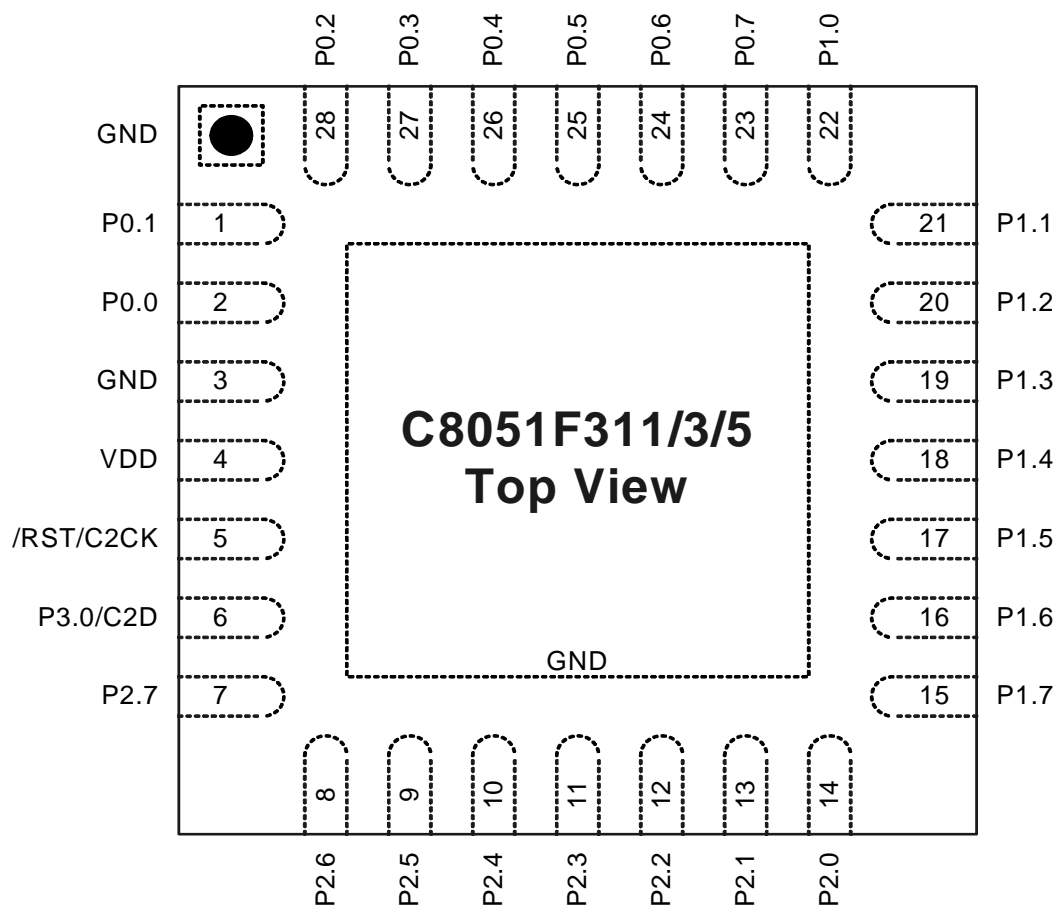 P0.2 P0.3 P0.4 P0.5 P0.6 P0.7 P1.0
28 27 26 25 24 23 22
GND
P0.1 1 21 P1.1
P0.0 2 20 P1.2
GND 3 19 P1.3
C8051F311/3/5
VDD 4 18 P1.4
Top View
/RST/C2CK 5 17 P1.5
P3.0/C2D 6 16 P1.6
GND
P2.7 7 15 P1.7
8 9 10 11 12 13 14
P2.6 P2.5 P2.4 P2.3 P2.2 P2.1 P2.0